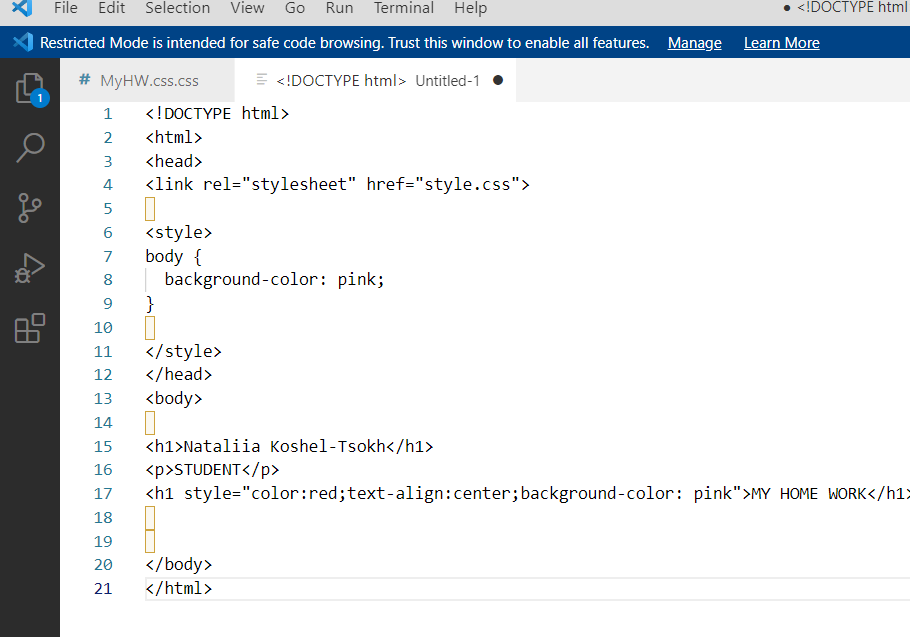 File Edit Selection View Go Run Terminal Help ● <!DOCTYPE html
Restricted Mode is intended for safe code browsing. Trust this window to enable all features. Manage Learn More
1
# MyHW.css.css <!DOCTYPE html> Untitled-1 ●
1 <!DOCTYPE html>
2 <html>
3 <head>
4 <link rel="stylesheet" href="style.css">
5
6 <style>
7 body {
8   background-color: pink;
9 }
10
11 </style>
12 </head>
13 <body>
14
15 <h1>Nataliia Koshel-Tsokh</h1>
16 <p>STUDENT</p>
17 <h1 style="color:red;text-align:center;background-color: pink">MY HOME WORK</h1>
18
19
20 </body>
21 </html>